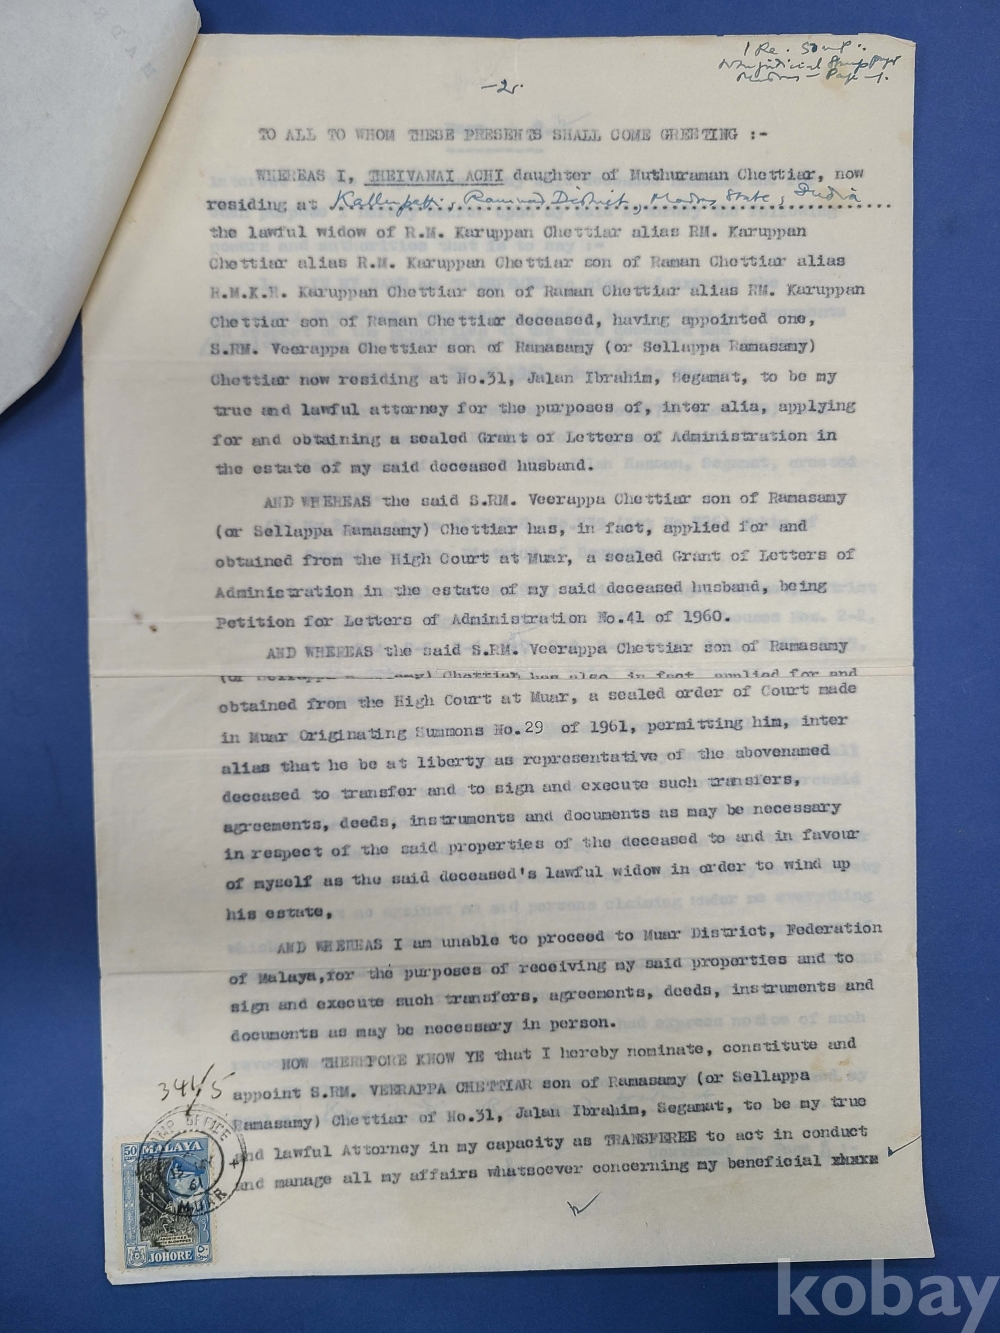 -2-
TO ALL TO WHOM THESE PRESENTS SHALL COME GREETING :-
WHEREAS I, THEIVANAI ACHI daughter of Muthuraman Chettiar, now
residing at Kallupatti, Ramnad District, Madras State, India
the lawful widow of R.M. Karuppan Chettiar alias RM. Karuppan
Chettiar alias R.M. Karuppan Chettiar son of Raman Chettiar alias
R.M.K.R. Karuppan Chettiar son of Raman Chettiar alias RM. Karuppan
Chettiar son of Raman Chettiar deceased, having appointed one,
S.RM. Veerappa Chettiar son of Ramasamy (or Sellappa Ramasamy)
Chettiar now residing at No.31, Jalan Ibrahim, Segamat, to be my
true and lawful attorney for the purposes of, inter alia, applying
for and obtaining a sealed Grant of Letters of Administration in
the estate of my said deceased husband.
AND WHEREAS the said S.RM. Veerappa Chettiar son of Ramasamy
(or Sellappa Ramasamy) Chettiar has, in fact, applied for and
obtained from the High Court at Muar, a sealed Grant of Letters of
Administration in the estate of my said deceased husband, being
Petition for Letters of Administration No.41 of 1960.
AND WHEREAS the said S.RM. Veerappa Chettiar son of Ramasamy
(or Sellappa Ramasamy) Chettiar has also, in fact, applied for and
obtained from the High Court at Muar, a sealed order of Court made
in Muar Originating Summons No.29 of 1961, permitting him, inter
alias that he be at liberty as representative of the abovenamed
deceased to transfer and to sign and execute such transfers,
agreements, deeds, instruments and documents as may be necessary
in respect of the said properties of the deceased to and in favour
of myself as the said deceased's lawful widow in order to wind up
his estate,
AND WHEREAS I am unable to proceed to Muar District, Federation
of Malaya,for the purposes of receiving my said properties and to
sign and execute such transfers, agreements, deeds, instruments and
documents as may be necessary in person.
NOW THEREFORE KNOW YE that I hereby nominate, constitute and
appoint S.RM. VEERAPPA CHETTIAR son of Ramasamy (or Sellappa
Ramasamy) Chettiar of No.31, Jalan Ibrahim, Segamat, to be my true
and lawful Attorney in my capacity as TRANSFEREE to act in conduct
and manage all my affairs whatsoever concerning my beneficial
STAMP OFFICE
MUAR
50 MALAYA
JOHORE
kobay